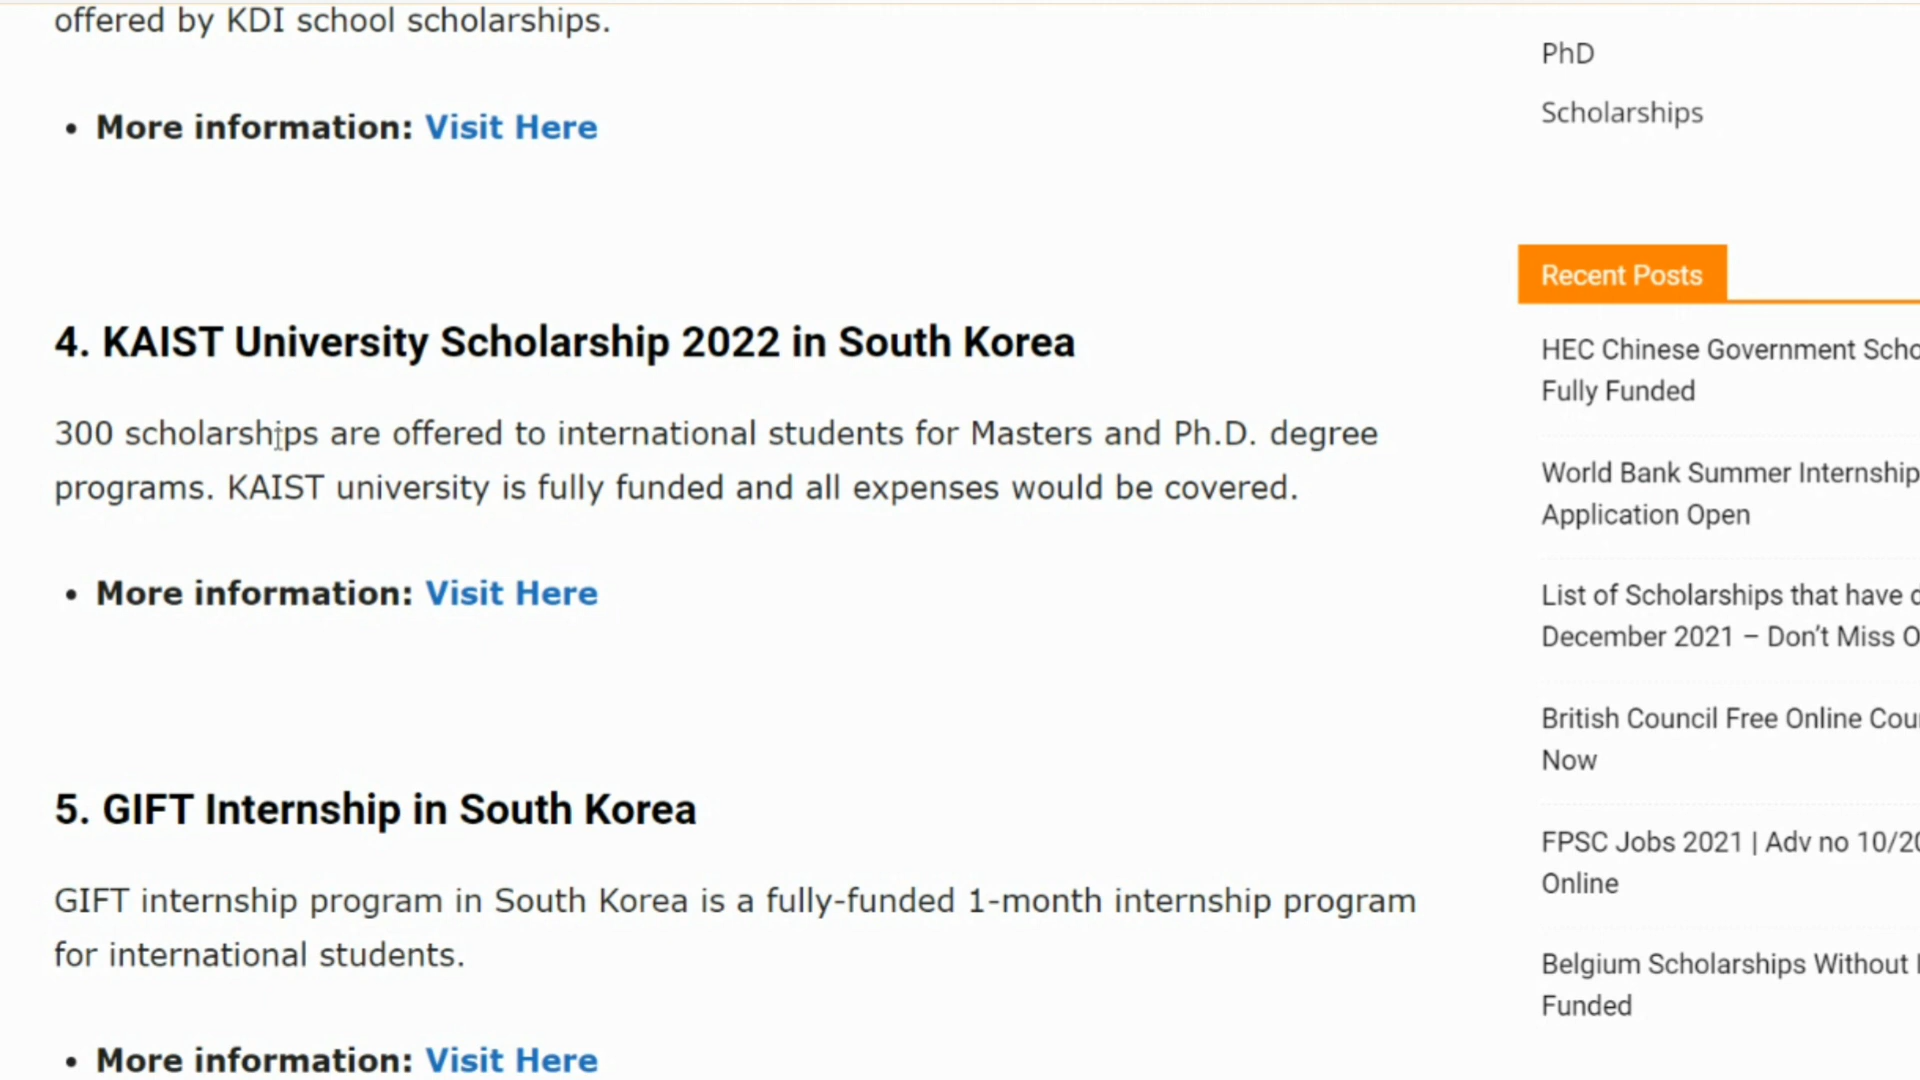 offered by KDI school scholarships.
• More information: Visit Here
4. KAIST University Scholarship 2022 in South Korea
300 scholarships are offered to international students for Masters and Ph.D. degree
programs. KAIST university is fully funded and all expenses would be covered.
• More information: Visit Here
5. GIFT Internship in South Korea
GIFT internship program in South Korea is a fully-funded 1-month internship program
for international students.
• More information: Visit Here
PhD
Scholarships
Recent Posts
HEC Chinese Government
Fully Funded
World Bank Summer Internship
Application Open
List of Scholarships that have
December 2021 – Don’t Miss
British Council Free Online
Now
FPSC Jobs 2021 | Adv no
Online
Belgium Scholarships Without
Funded